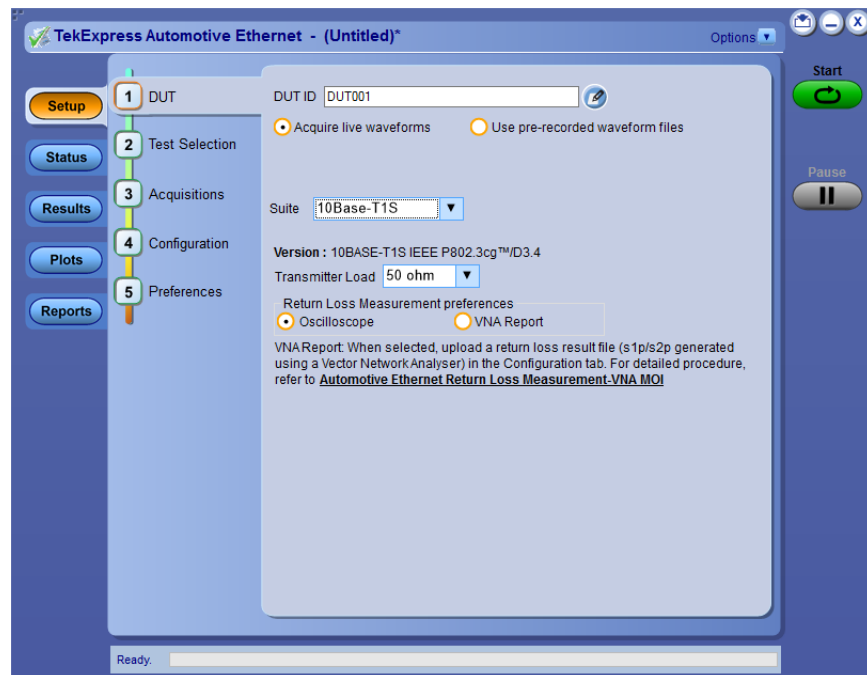 TekExpress Automotive Ethernet - (Untitled)*
Options
Start
Pause
Setup
Status
Results
Plots
Reports
1 DUT
2 Test Selection
3 Acquisitions
4 Configuration
5 Preferences
DUT ID DUT001
Acquire live waveforms Use pre-recorded waveform files
Suite 10Base-T1S
Version : 10BASE-T1S IEEE P802.3cg™/D3.4
Transmitter Load 50 ohm
Return Loss Measurement preferences
Oscilloscope VNA Report
VNA Report: When selected, upload a return loss result file (s1p/s2p generated
using a Vector Network Analyser) in the Configuration tab. For detailed procedure,
refer to Automotive Ethernet Return Loss Measurement-VNA MOI
Ready.